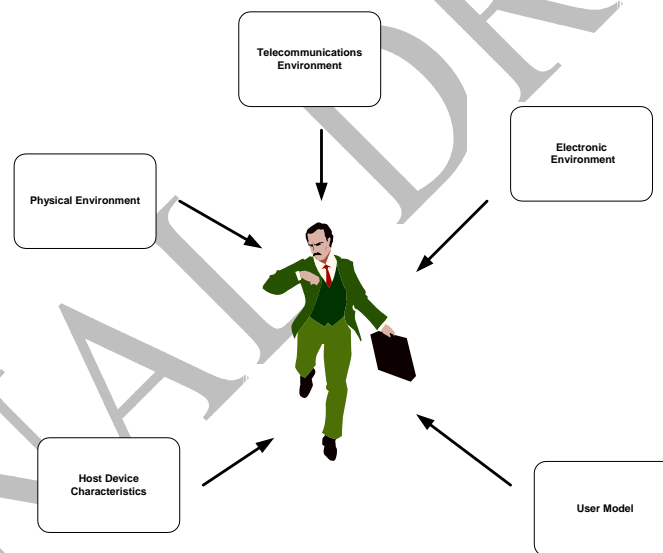 Telecommunications
Environment
Electronic
Environment
Physical Environment
Host Device
Characteristics
User Model